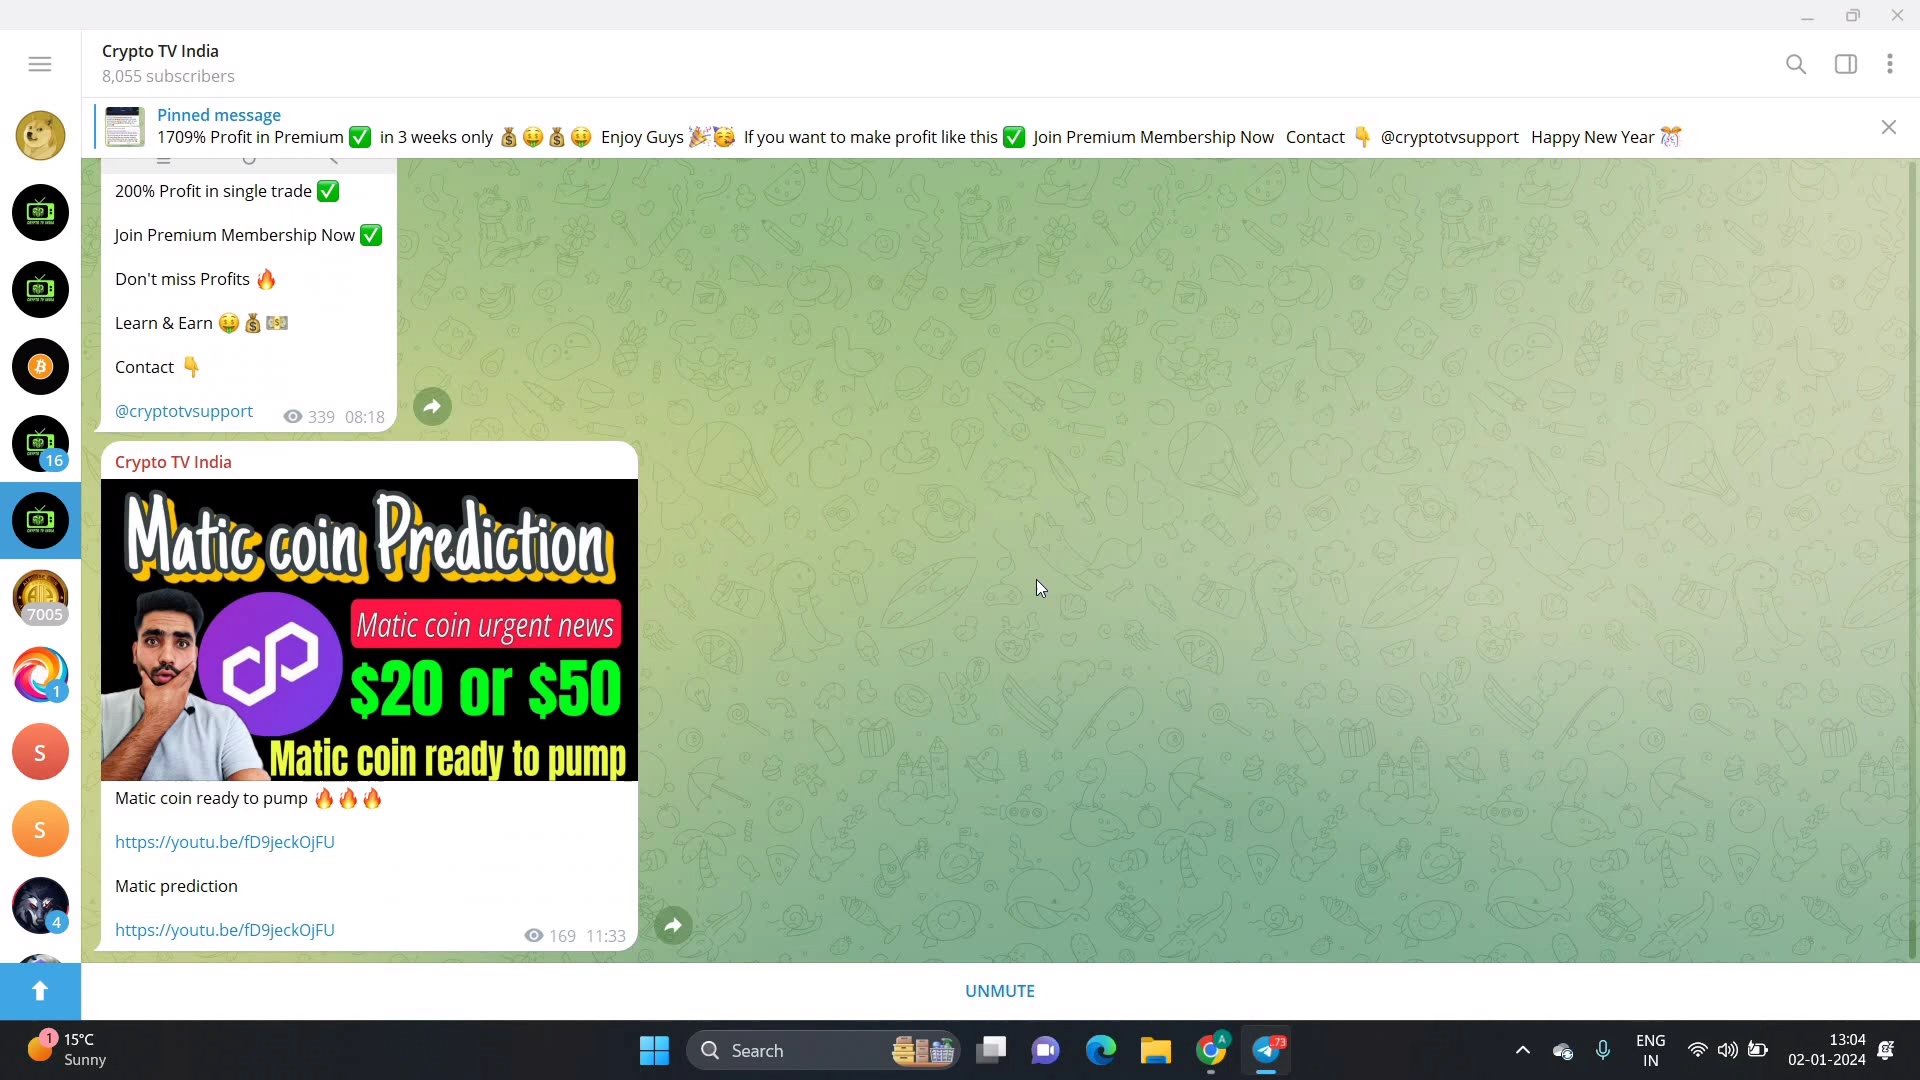 Crypto TV India
8,055 subscribers
Pinned message
1709% Profit in Premium ✅ in 3 weeks only 💰🤑💰🤑 Enjoy Guys 🎉🥳 If you want to make profit like this ✅ Join Premium Membership Now Contact 👇 @cryptotvsupport Happy New Year 🎊
200% Profit in single trade ✅
Join Premium Membership Now ✅
Don't miss Profits 🔥
Learn & Earn 🤑💰💵
Contact 👇
@cryptotvsupport 339 08:18
16
7005
1
S
S
4
Crypto TV India
Matic coin Prediction
Matic coin urgent news
$20 or $50
Matic coin ready to pump
Matic coin ready to pump 🔥🔥🔥
https://youtu.be/fD9jeckOjFU
Matic prediction
https://youtu.be/fD9jeckOjFU
169 11:33
UNMUTE
1
15°C
Sunny
Search
A
73
ENG
IN
13:04
02-01-2024